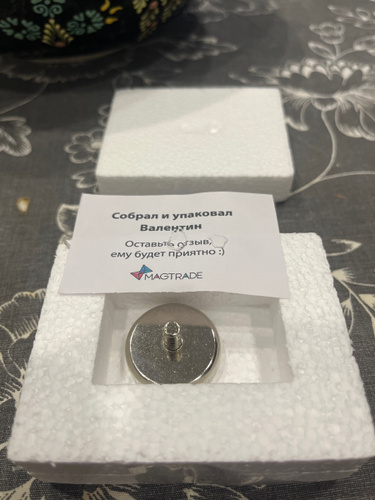 Собрал и упаковал
Валентин
Оставьте отзыв,
ему будет приятно :)
MAGTRADE